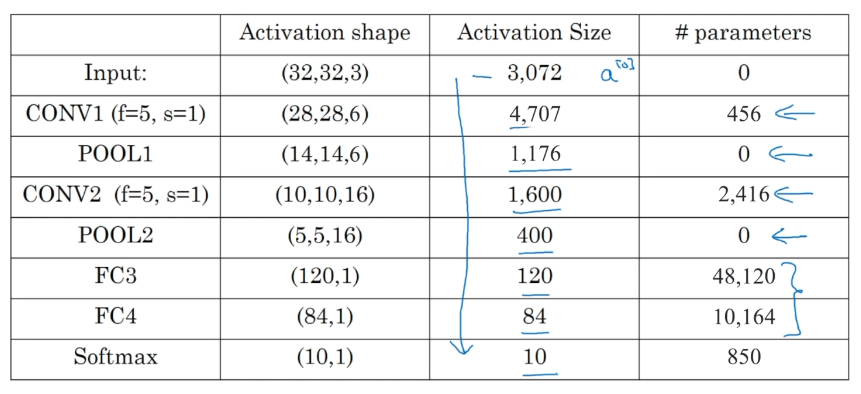 Activation shape Activation Size # parameters
Input: (32,32,3) 3,072 a[0] 0
CONV1 (f=5, s=1) (28,28,6) 4,707 456
POOL1 (14,14,6) 1,176 0
CONV2 (f=5, s=1) (10,10,16) 1,600 2,416
POOL2 (5,5,16) 400 0
FC3 (120,1) 120 48,120
FC4 (84,1) 84 10,164
Softmax (10,1) 10 850